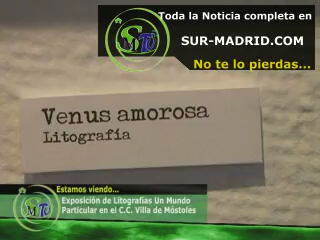 Toda la Noticia completa en
SUR-MADRID.COM
No te lo pierdas...
Venus amorosa
Litografía
Estamos viendo...
Exposición de Litografías Un Mundo
Particular en el C.C. Villa de Móstoles